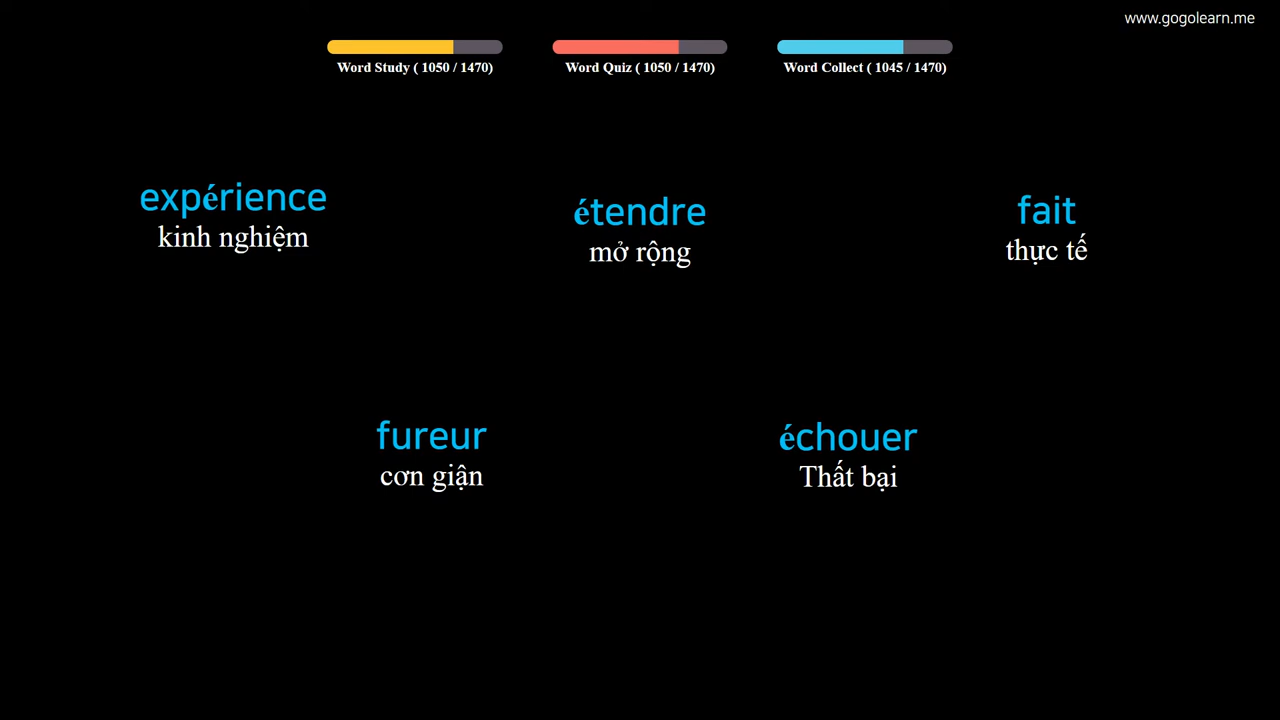 www.gogolearn.me
Word Study ( 1050 / 1470)
Word Quiz ( 1050 / 1470)
Word Collect ( 1045 / 1470)
expérience
kinh nghiệm
étendre
mở rộng
fait
thực tế
fureur
cơn giận
échouer
Thất bại